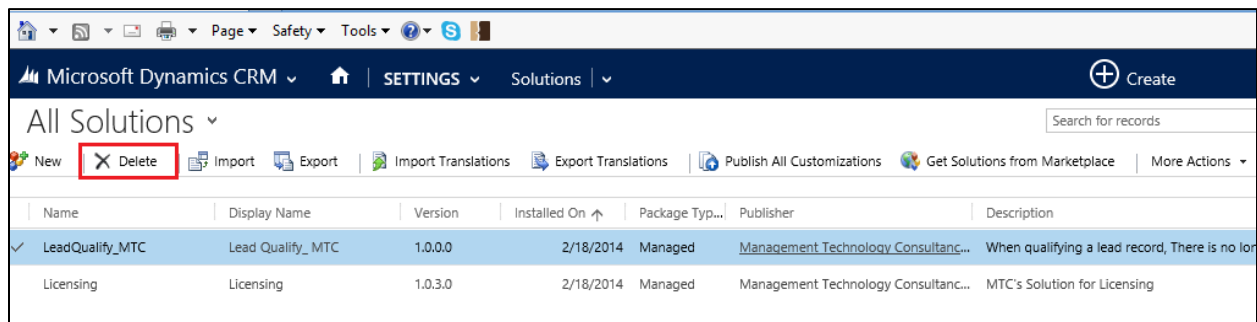 Page Safety Tools
Microsoft Dynamics CRM SETTINGS Solutions Create
All Solutions Search for records
New Delete Import Export Import Translations Export Translations Publish All Customizations Get Solutions from Marketplace More Actions
Name Display Name Version Installed On Package Typ... Publisher Description
LeadQualify_MTC Lead Qualify_ MTC 1.0.0.0 2/18/2014 Managed Management Technology Consultanc... When qualifying a lead record, There is no lon
Licensing Licensing 1.0.3.0 2/18/2014 Managed Management Technology Consultanc... MTC's Solution for Licensing